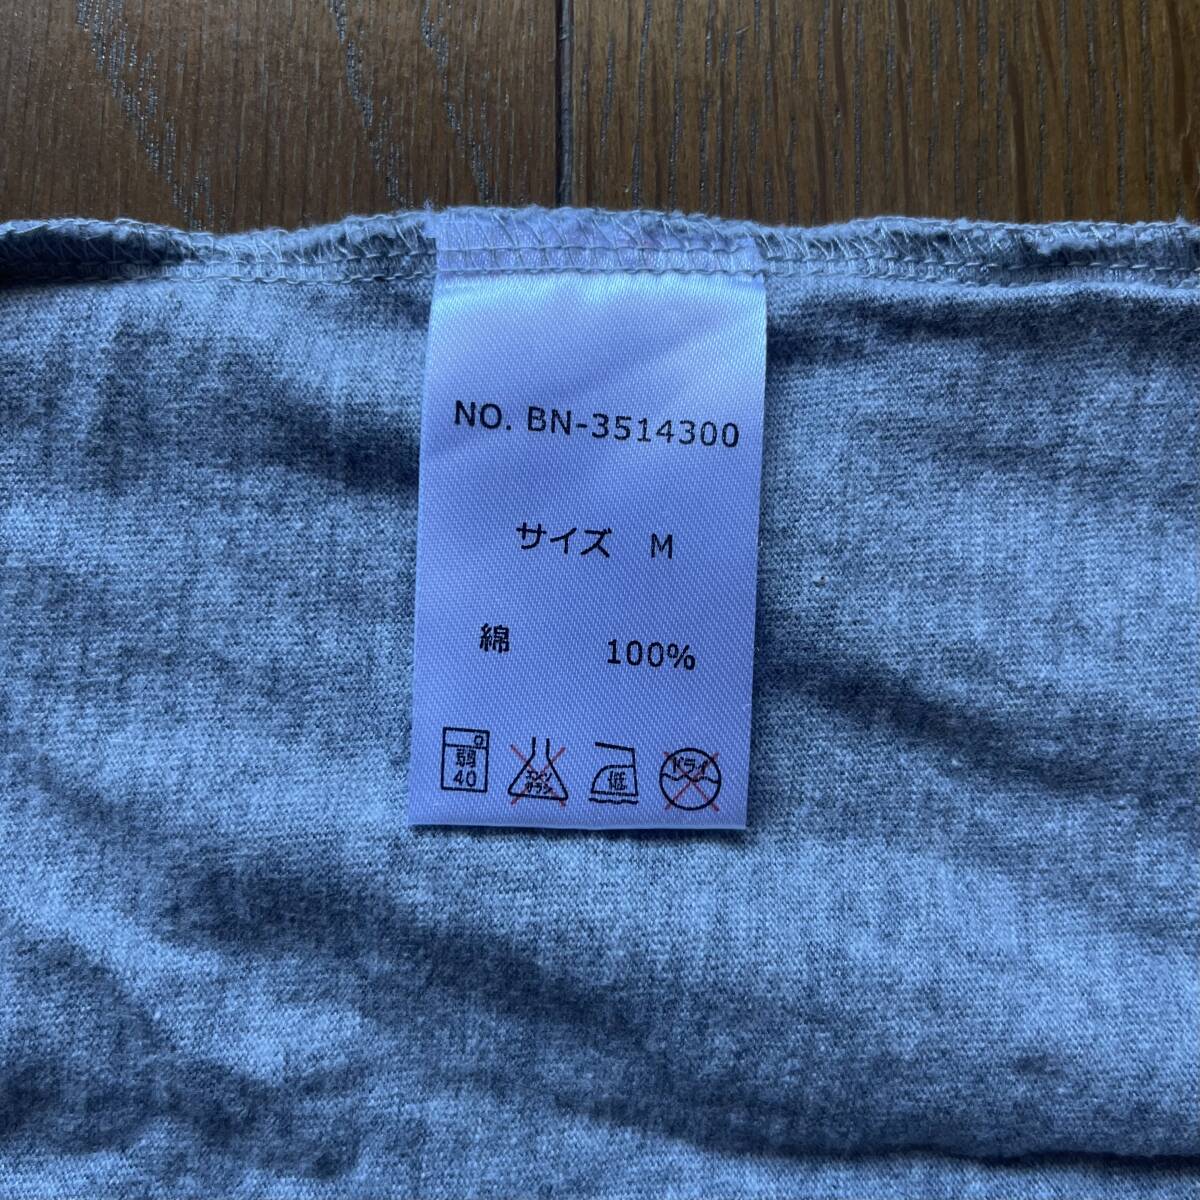 NO. BN-3514300
サイズ M
綿 100%
弱 40 エンソ サラシ 低 ドライ